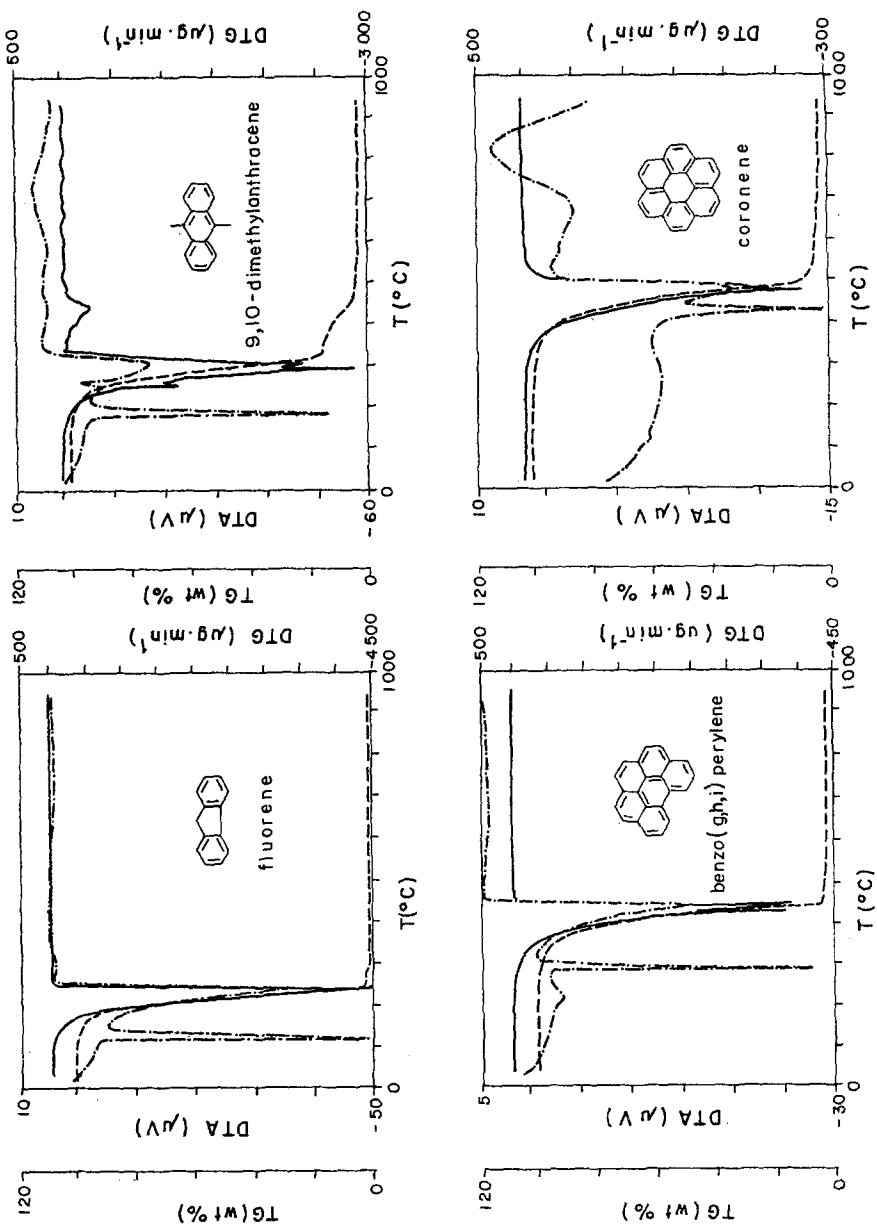 120
TG (wt %)
0
10
DTA (μV)
-50
fluorene
0
T(°C)
1000
500
DTG (μg.min⁻¹)
-4500
120
TG (wt %)
0
10
DTA (μV)
-60
9,10-dimethylanthracene
0
T (°C)
1000
500
DTG (μg.min⁻¹)
-3000
120
TG (wt %)
0
5
DTA (μV)
-30
benzo(g,h,i) perylene
0
T (°C)
1000
500
DTG (ug.min⁻¹)
-450
120
TG (wt %)
0
10
DTA (μV)
-15
coronene
0
T (°C)
1000
500
DTG (μg.min⁻¹)
-300